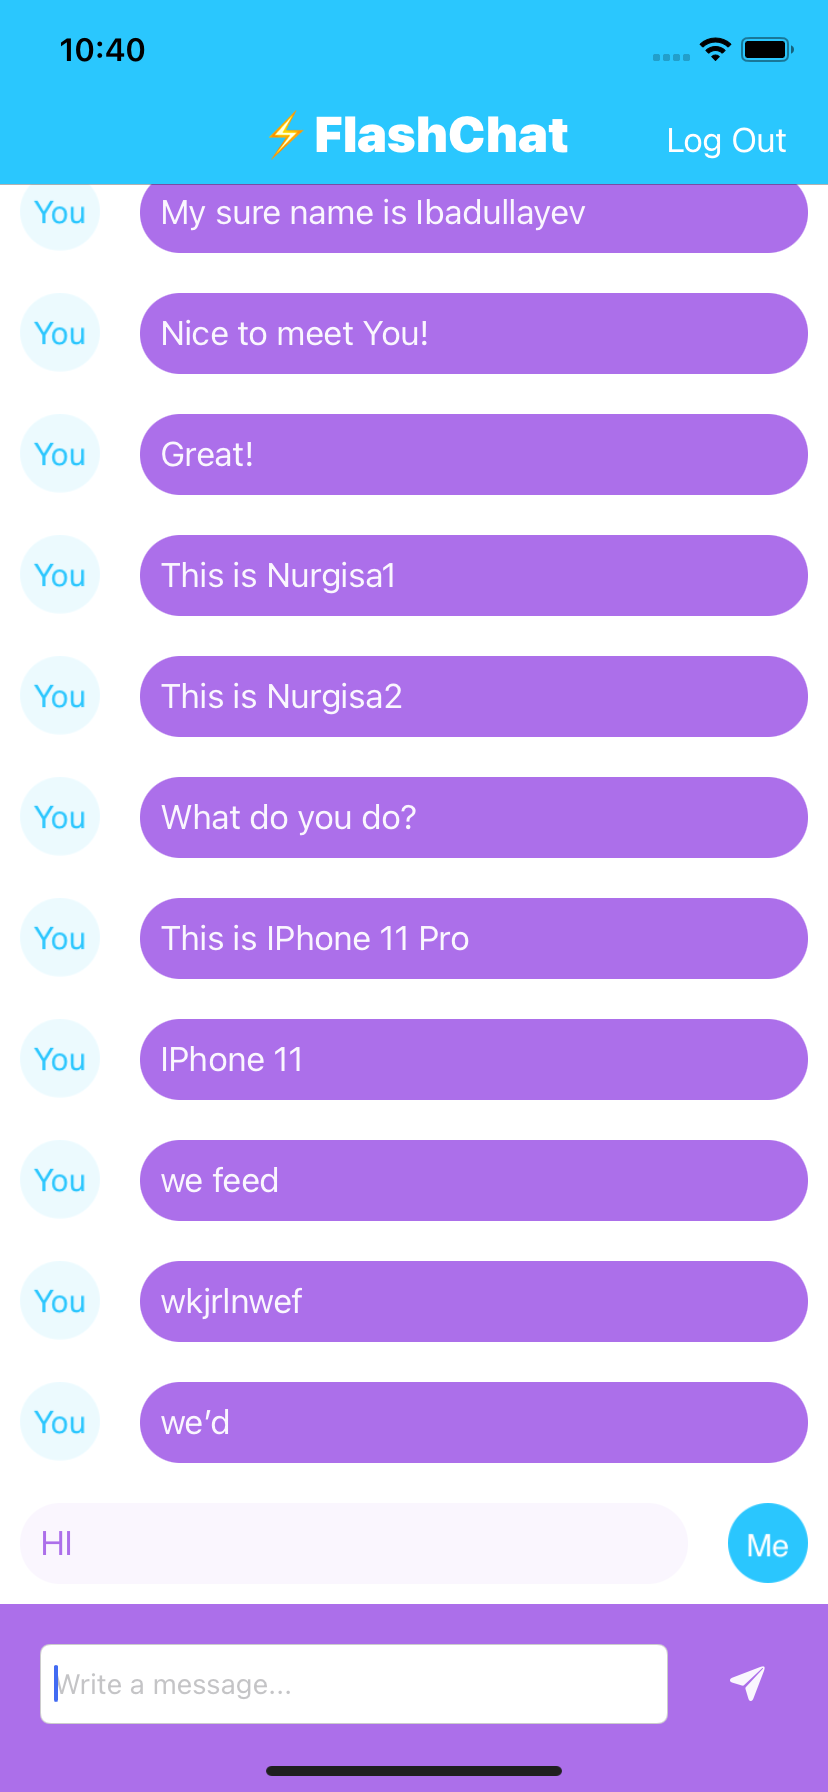 10:40
⚡️FlashChat
Log Out
You
My sure name is Ibadullayev
You
Nice to meet You!
You
Great!
You
This is Nurgisa1
You
This is Nurgisa2
You
What do you do?
You
This is IPhone 11 Pro
You
IPhone 11
You
we feed
You
wkjrlnwef
You
we’d
HI
Me
Write a message...